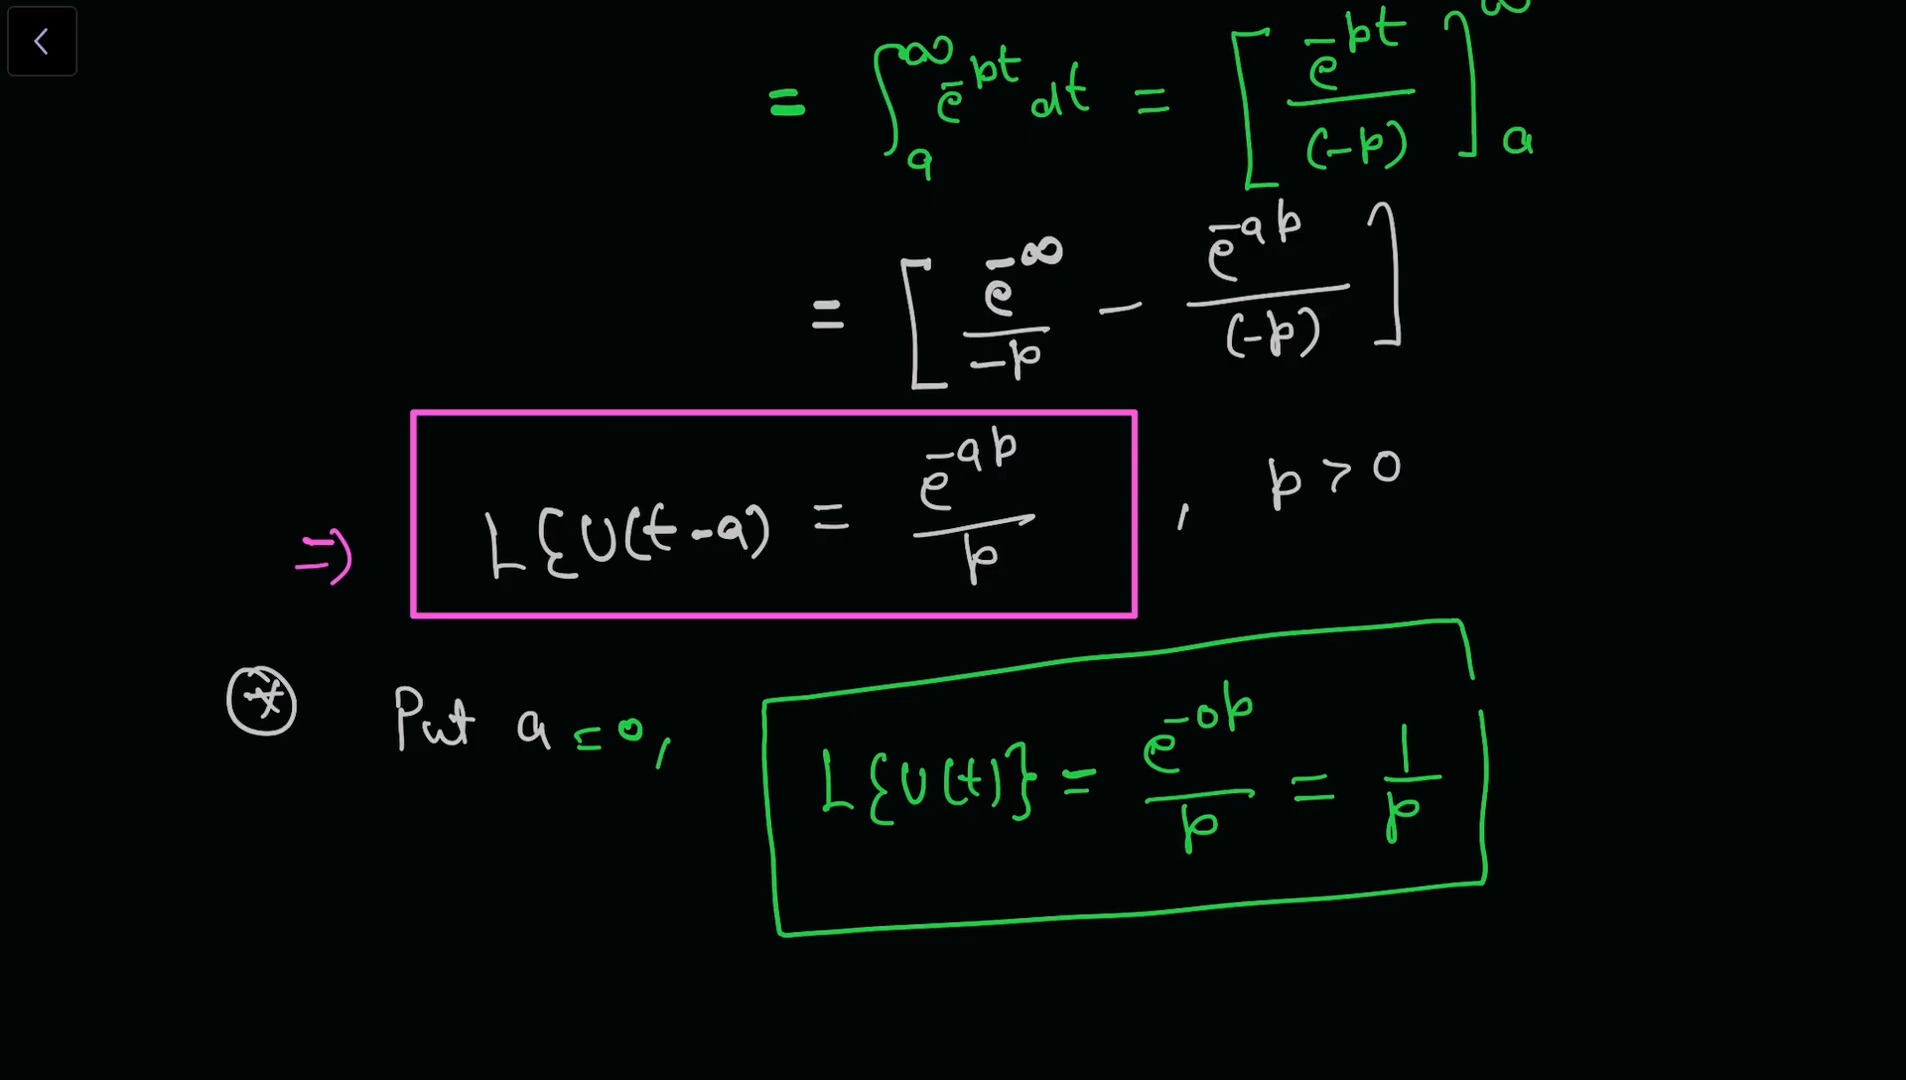 = ∫_a^∞ e^{-pt} dt = [ e^{-pt} / (-p) ]_a^∞
= [ e^{-∞} / -p - e^{-ap} / (-p) ]
⇒ L{U(t-a) = e^{-ap} / p , p > 0
* Put a = 0, L{U(t)} = e^{-0p} / p = 1 / p